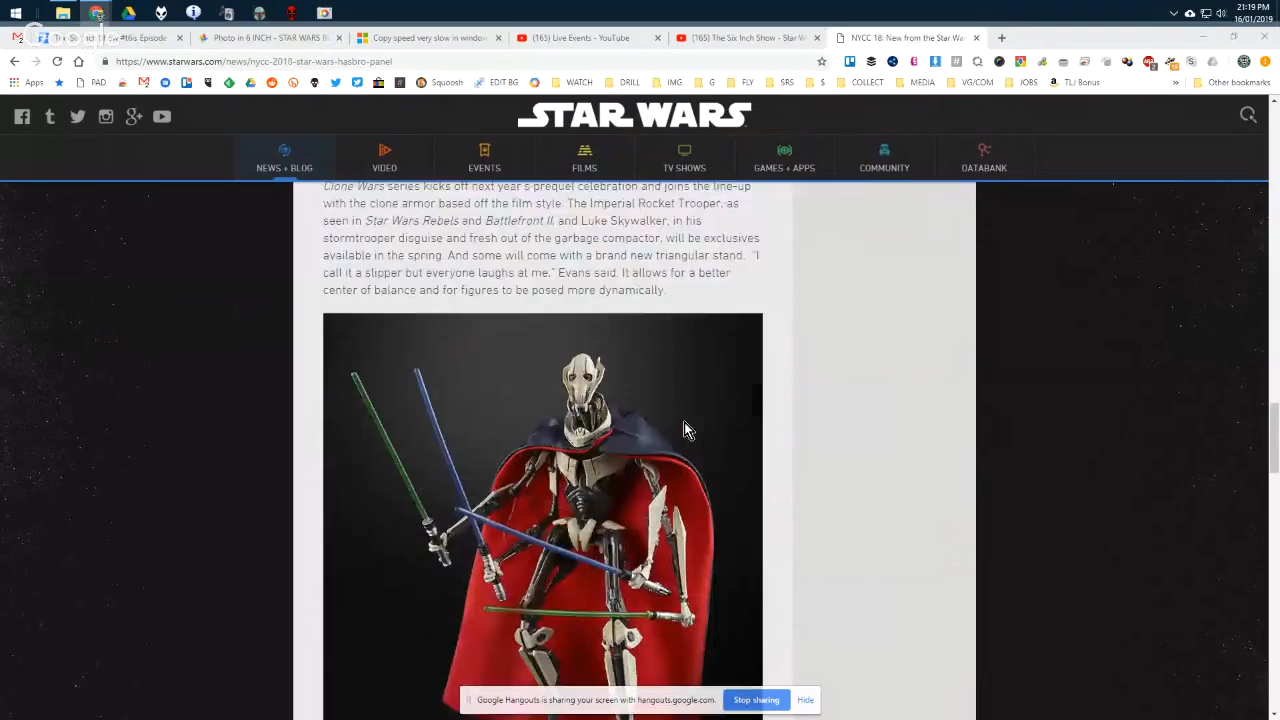 21:19 PM
16/01/2019
Google
Episode
Photo in 6 INCH - STAR WARS BL
Copy speed very slow in window
(165) Live Events - YouTube
(165) The Six Inch Show - Star W
NYCC 18: New from the Star War
https://www.starwars.com/news/nycc-2018-star-wars-hasbro-panel
Apps
PAD
Squoosh
EDIT BG
WATCH
DRILL
IMG
G
FLY
SRS
$
COLLECT
MEDIA
VG/COM
JOBS
TLJ Bonus
Other bookmarks
STAR WARS
NEWS + BLOG
VIDEO
EVENTS
FILMS
TV SHOWS
GAMES + APPS
COMMUNITY
DATABANK
Clone Wars series kicks off next year's prequel celebration and joins the line-up
with the clone armor based off the film style. The Imperial Rocket Trooper, as
seen in Star Wars Rebels and Battlefront II, and Luke Skywalker, in his
stormtrooper disguise and fresh out of the garbage compactor, will be exclusives
available in the spring. And some will come with a brand new triangular stand. "I
call it a slipper but everyone laughs at me," Evans said. It allows for a better
center of balance and for figures to be posed more dynamically.
Google Hangouts is sharing your screen with hangouts.google.com.
Stop sharing
Hide